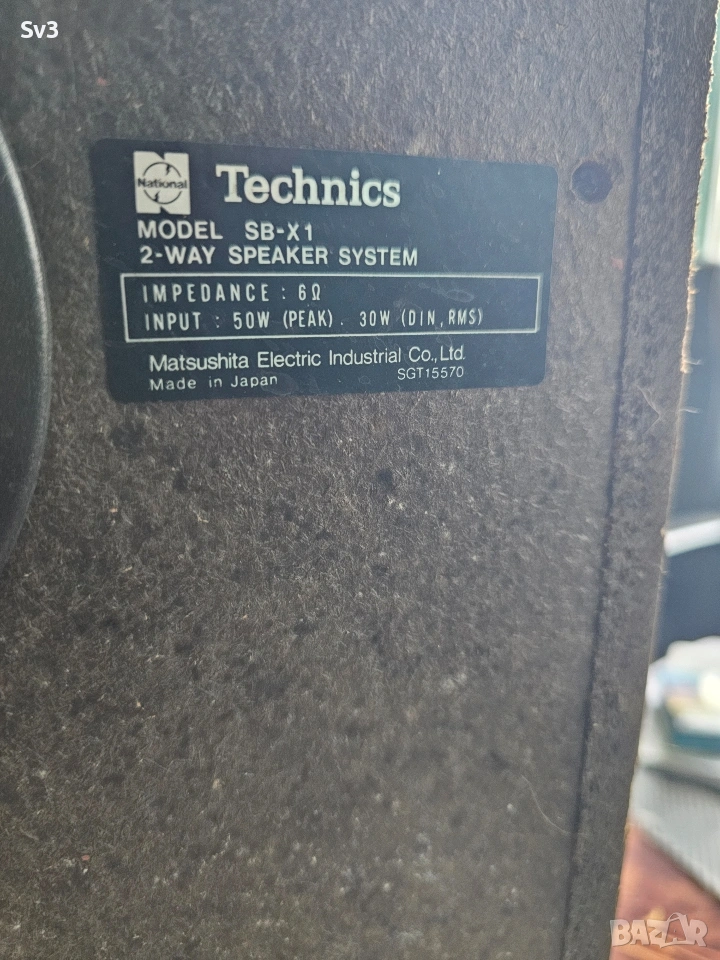 Sv3
National
Technics
MODEL SB-X1
2-WAY SPEAKER SYSTEM
IMPEDANCE : 6Ω
INPUT : 50W (PEAK). 30W (DIN, RMS)
Matsushita Electric Industrial Co., Ltd.
Made in Japan SGT15570
BAZAR